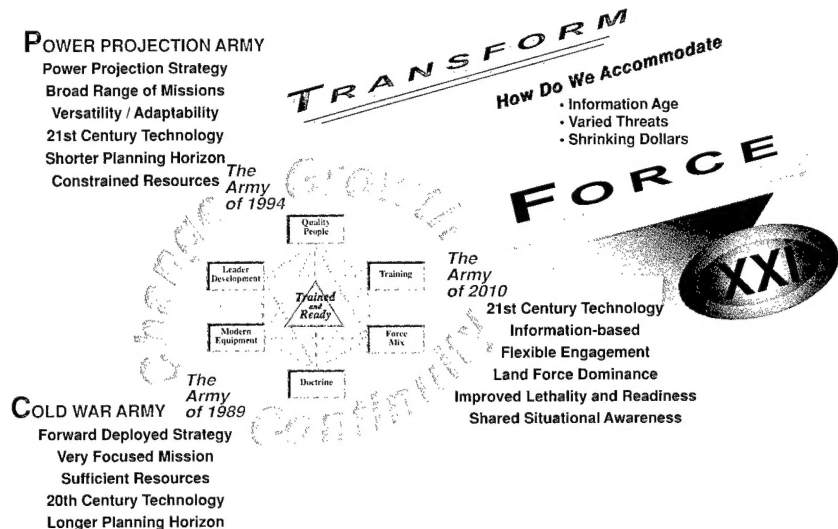 POWER PROJECTION ARMY
Power Projection Strategy
Broad Range of Missions
Versatility / Adaptability
21st Century Technology
Shorter Planning Horizon
Constrained Resources
TRANSFORM
How Do We Accommodate
• Information Age
• Varied Threats
• Shrinking Dollars
FORCE
XXI
The
Army
of 1994
Change
Growth
Continuity
Quality
People
Leader
Development
Training
Trained
and
Ready
Modern
Equipment
Force
Mix
Doctrine
The
Army
of 2010
21st Century Technology
Information-based
Flexible Engagement
Land Force Dominance
Improved Lethality and Readiness
Shared Situational Awareness
The
Army
of 1989
COLD WAR ARMY
Forward Deployed Strategy
Very Focused Mission
Sufficient Resources
20th Century Technology
Longer Planning Horizon